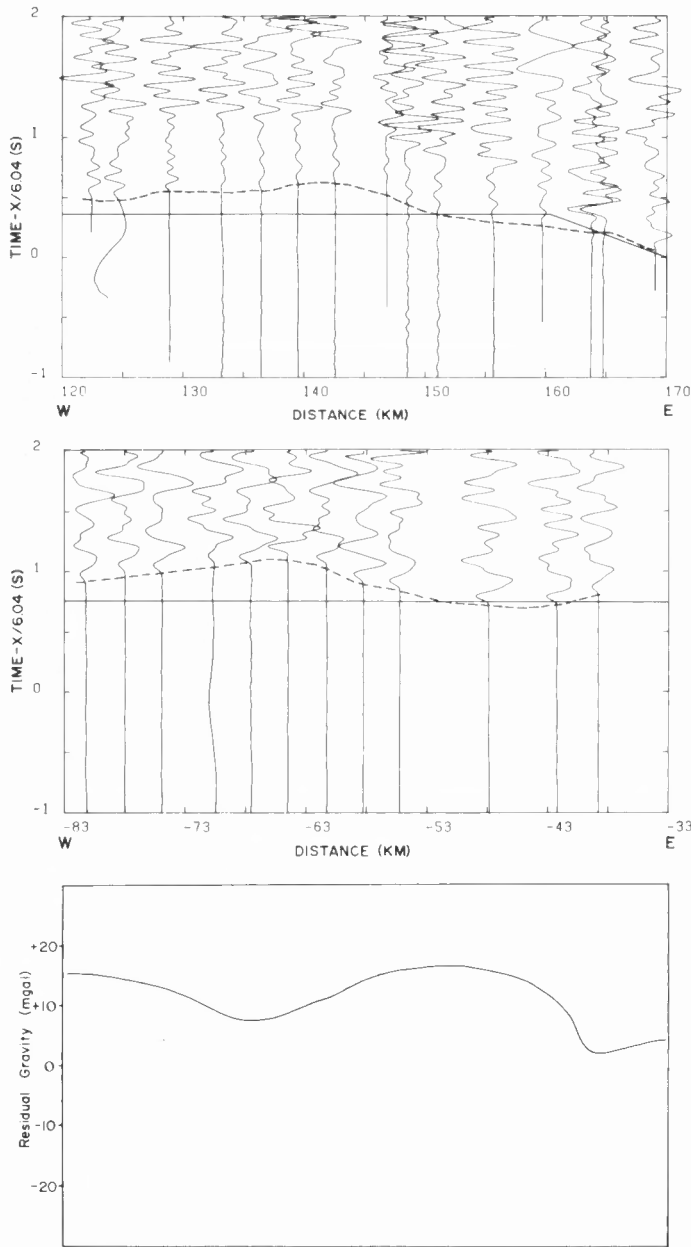 2
1
0
-1
TIME-X/6.04 (S)
120 130 140 150 160 170
W DISTANCE (KM) E
2
1
0
-1
TIME-X/6.04 (S)
-83 -73 -63 -53 -43 -33
W DISTANCE (KM) E
+20
+10
0
-10
-20
Residual Gravity (mgal)